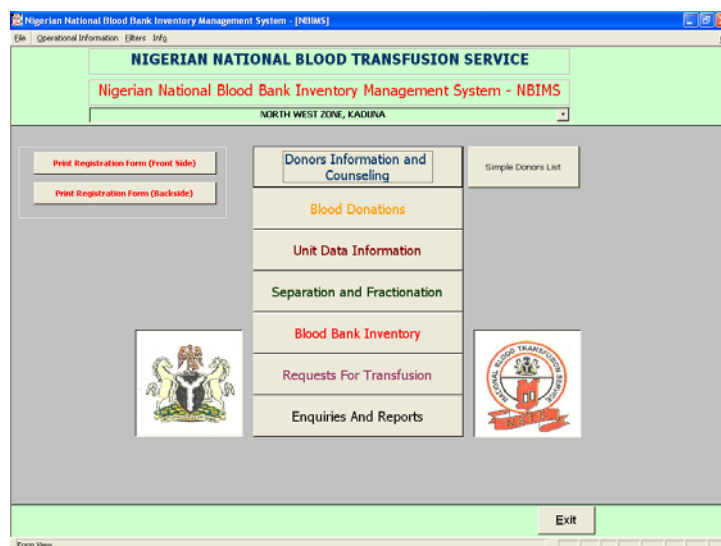 Nigerian National Blood Bank Inventory Management System - [NBIMS]
File Operational Information Filters Info
NIGERIAN NATIONAL BLOOD TRANSFUSION SERVICE
Nigerian National Blood Bank Inventory Management System - NBIMS
NORTH WEST ZONE, KADUNA
Print Registration Form (Front Side)
Print Registration Form (Backside)
Donors Information and
Counseling
Simple Donors List
Blood Donations
Unit Data Information
Separation and Fractionation
Blood Bank Inventory
Requests For Transfusion
Enquiries And Reports
NATIONAL BLOOD TRANSFUSION SERVICE
N B T S
Exit
Form View